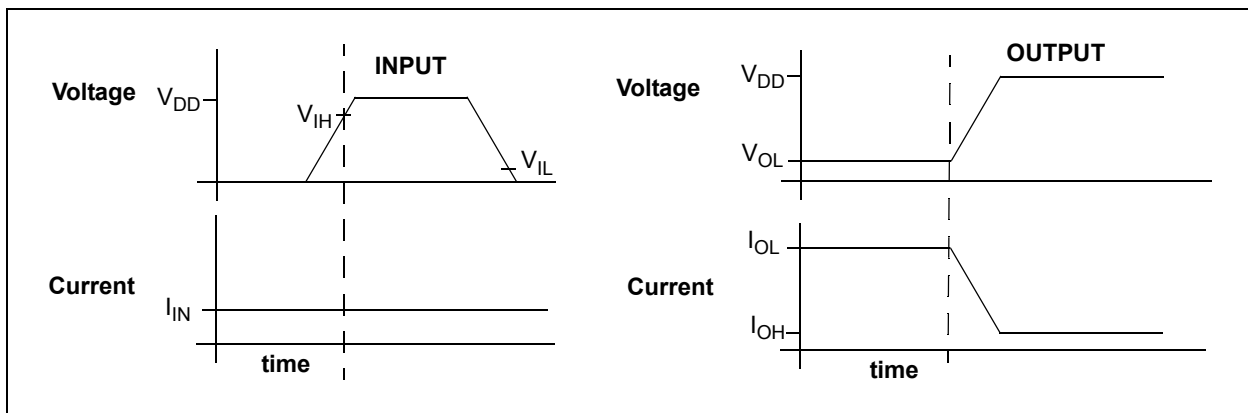 INPUT
Voltage
V_DD
V_IH
V_IL
Current
I_IN
time
OUTPUT
Voltage
V_DD
V_OL
I_OL
Current
I_OH
time